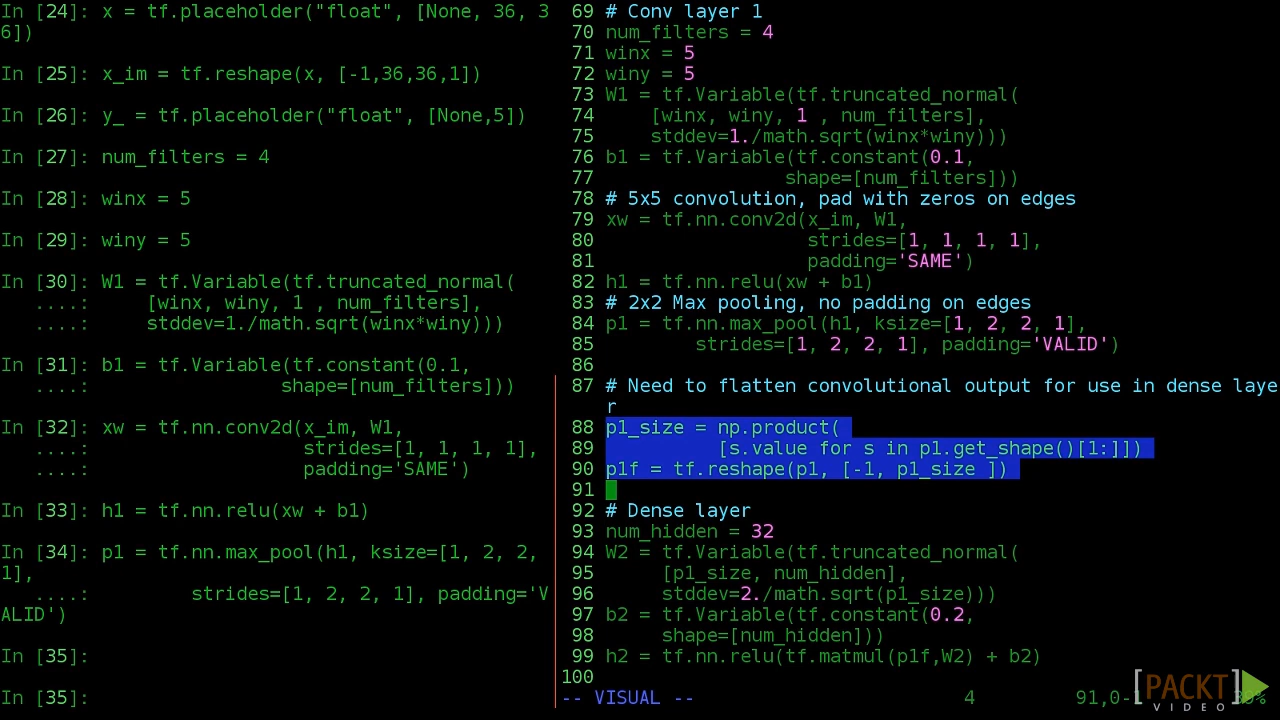 In [24]: x = tf.placeholder("float", [None, 36, 3
6])
In [25]: x_im = tf.reshape(x, [-1,36,36,1])
In [26]: y_ = tf.placeholder("float", [None,5])
In [27]: num_filters = 4
In [28]: winx = 5
In [29]: winy = 5
In [30]: W1 = tf.Variable(tf.truncated_normal(
   ....:     [winx, winy, 1 , num_filters],
   ....:     stddev=1./math.sqrt(winx*winy)))
In [31]: b1 = tf.Variable(tf.constant(0.1,
   ....:                 shape=[num_filters]))
In [32]: xw = tf.nn.conv2d(x_im, W1,
   ....:                   strides=[1, 1, 1, 1],
   ....:                   padding='SAME')
In [33]: h1 = tf.nn.relu(xw + b1)
In [34]: p1 = tf.nn.max_pool(h1, ksize=[1, 2, 2,
1],
   ....:         strides=[1, 2, 2, 1], padding='V
ALID')
In [35]:
In [35]:
69 # Conv layer 1
70 num_filters = 4
71 winx = 5
72 winy = 5
73 W1 = tf.Variable(tf.truncated_normal(
74     [winx, winy, 1 , num_filters],
75     stddev=1./math.sqrt(winx*winy)))
76 b1 = tf.Variable(tf.constant(0.1,
77                 shape=[num_filters]))
78 # 5x5 convolution, pad with zeros on edges
79 xw = tf.nn.conv2d(x_im, W1,
80                   strides=[1, 1, 1, 1],
81                   padding='SAME')
82 h1 = tf.nn.relu(xw + b1)
83 # 2x2 Max pooling, no padding on edges
84 p1 = tf.nn.max_pool(h1, ksize=[1, 2, 2, 1],
85         strides=[1, 2, 2, 1], padding='VALID')
86
87 # Need to flatten convolutional output for use in dense laye
r
88 p1_size = np.product(
89           [s.value for s in p1.get_shape()[1:]])
90 p1f = tf.reshape(p1, [-1, p1_size ])
91
92 # Dense layer
93 num_hidden = 32
94 W2 = tf.Variable(tf.truncated_normal(
95      [p1_size, num_hidden],
96      stddev=2./math.sqrt(p1_size)))
97 b2 = tf.Variable(tf.constant(0.2,
98      shape=[num_hidden]))
99 h2 = tf.nn.relu(tf.matmul(p1f,W2) + b2)
100
-- VISUAL -- 4 91,0-1
[PACKT]
VIDEO